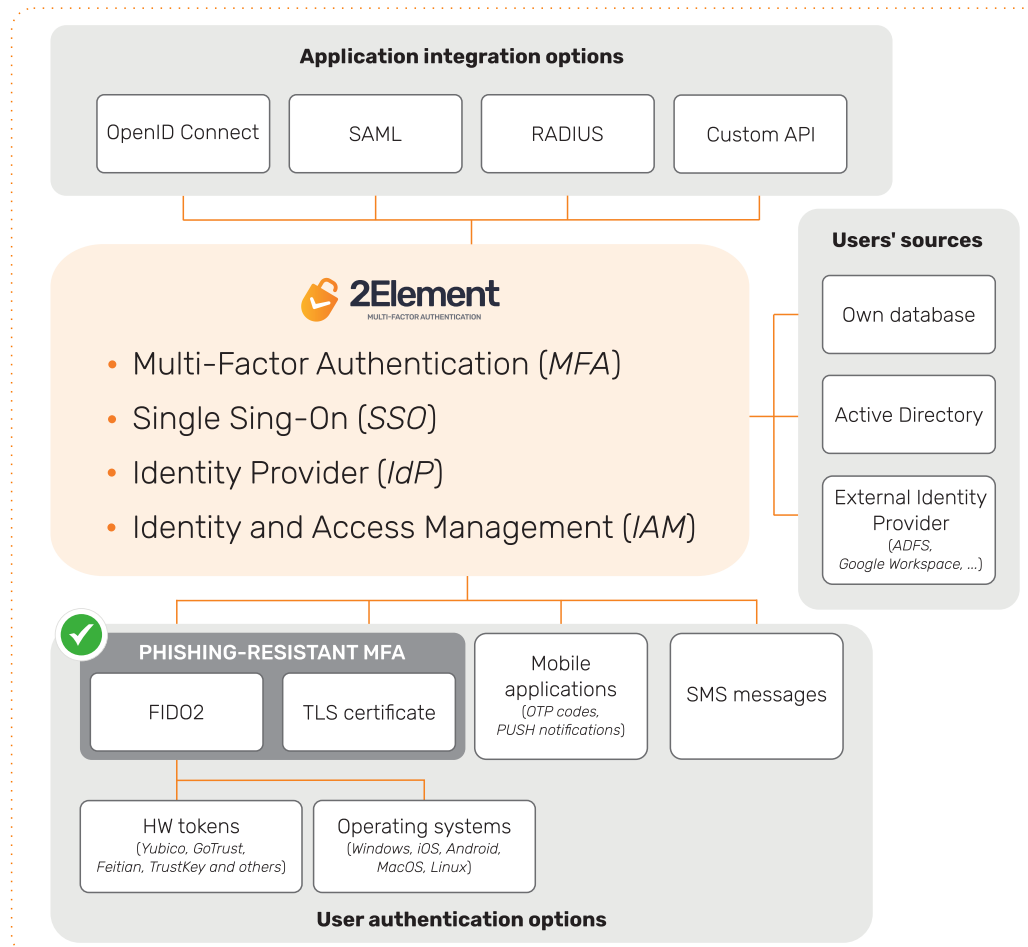 Application integration options
OpenID Connect
SAML
RADIUS
Custom API
Users' sources
Own database
Active Directory
External Identity
Provider
(ADFS,
Google Workspace, ...)
2Element
MULTI-FACTOR AUTHENTICATION
• Multi-Factor Authentication (MFA)
• Single Sing-On (SSO)
• Identity Provider (IdP)
• Identity and Access Management (IAM)
PHISHING-RESISTANT MFA
FIDO2
TLS certificate
Mobile
applications
(OTP codes,
PUSH notifications)
SMS messages
HW tokens
(Yubico, GoTrust,
Feitian, TrustKey and others)
Operating systems
(Windows, iOS, Android,
MacOS, Linux)
User authentication options